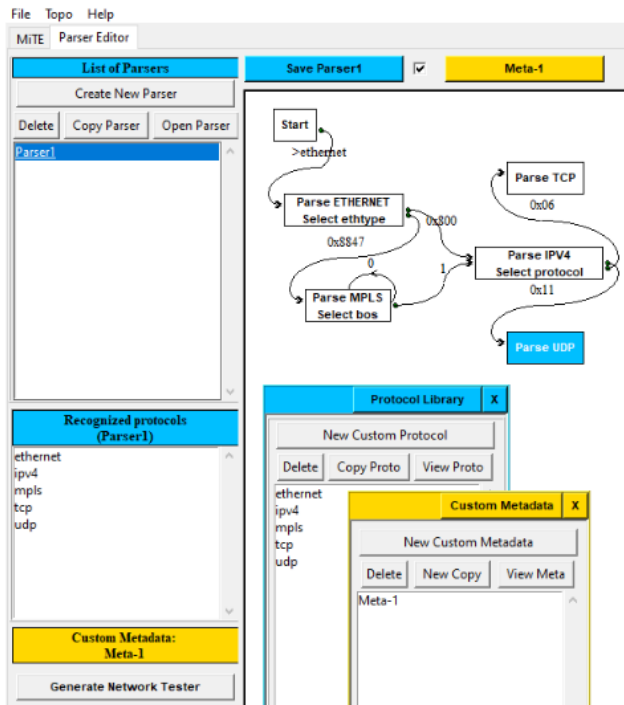 File Topo Help
MiTE Parser Editor
List of Parsers
Create New Parser
Delete Copy Parser Open Parser
Parser1
Recognized protocols
(Parser1)
ethernet
ipv4
mpls
tcp
udp
Custom Metadata:
Meta-1
Generate Network Tester
Save Parser1 Meta-1
Start
>ethernet
Parse ETHERNET
Select ethtype
0x800
0x8847
0
1
Parse MPLS
Select bos
Parse TCP
0x06
Parse IPV4
Select protocol
0x11
Parse UDP
Protocol Library X
New Custom Protocol
Delete Copy Proto View Proto
ethernet
ipv4
mpls
tcp
udp
Custom Metadata X
New Custom Metadata
Delete New Copy View Meta
Meta-1